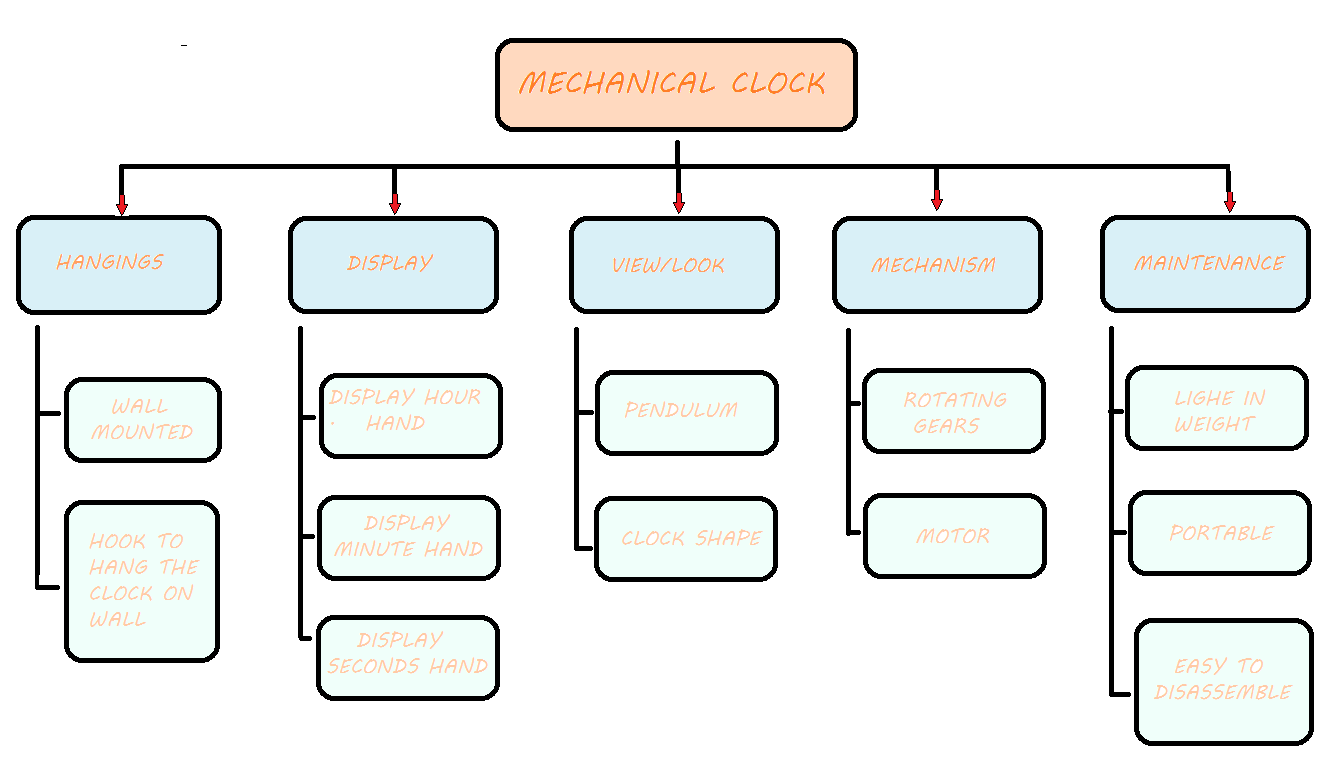 MECHANICAL CLOCK
HANGINGS
DISPLAY
VIEW/LOOK
MECHANISM
MAINTENANCE
WALL
MOUNTED
HOOK TO
HANG THE
CLOCK ON
WALL
DISPLAY HOUR
HAND
DISPLAY
MINUTE HAND
DISPLAY
SECONDS HAND
PENDULUM
CLOCK SHAPE
ROTATING
GEARS
MOTOR
LIGHE IN
WEIGHT
PORTABLE
EASY TO
DISASSEMBLE